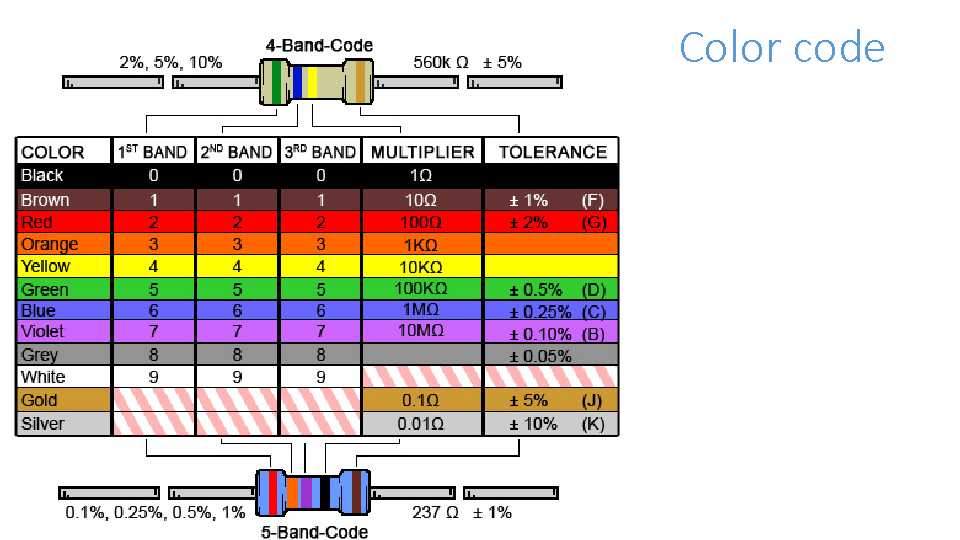 Color code
4-Band-Code
2%, 5%, 10% 560k Ω ± 5%
COLOR 1ST BAND 2ND BAND 3RD BAND MULTIPLIER TOLERANCE
Black 0 0 0 1Ω
Brown 1 1 1 10Ω ± 1% (F)
Red 2 2 2 100Ω ± 2% (G)
Orange 3 3 3 1KΩ
Yellow 4 4 4 10KΩ
Green 5 5 5 100KΩ ± 0.5% (D)
Blue 6 6 6 1MΩ ± 0.25% (C)
Violet 7 7 7 10MΩ ± 0.10% (B)
Grey 8 8 8 ± 0.05%
White 9 9 9
Gold 0.1Ω ± 5% (J)
Silver 0.01Ω ± 10% (K)
0.1%, 0.25%, 0.5%, 1% 237 Ω ± 1%
5-Band-Code